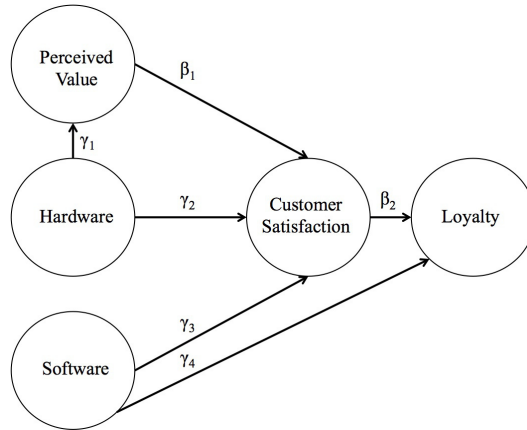 Perceived
Value
β1
γ1
Hardware
γ2
Customer
Satisfaction
β2
Loyalty
γ3
γ4
Software